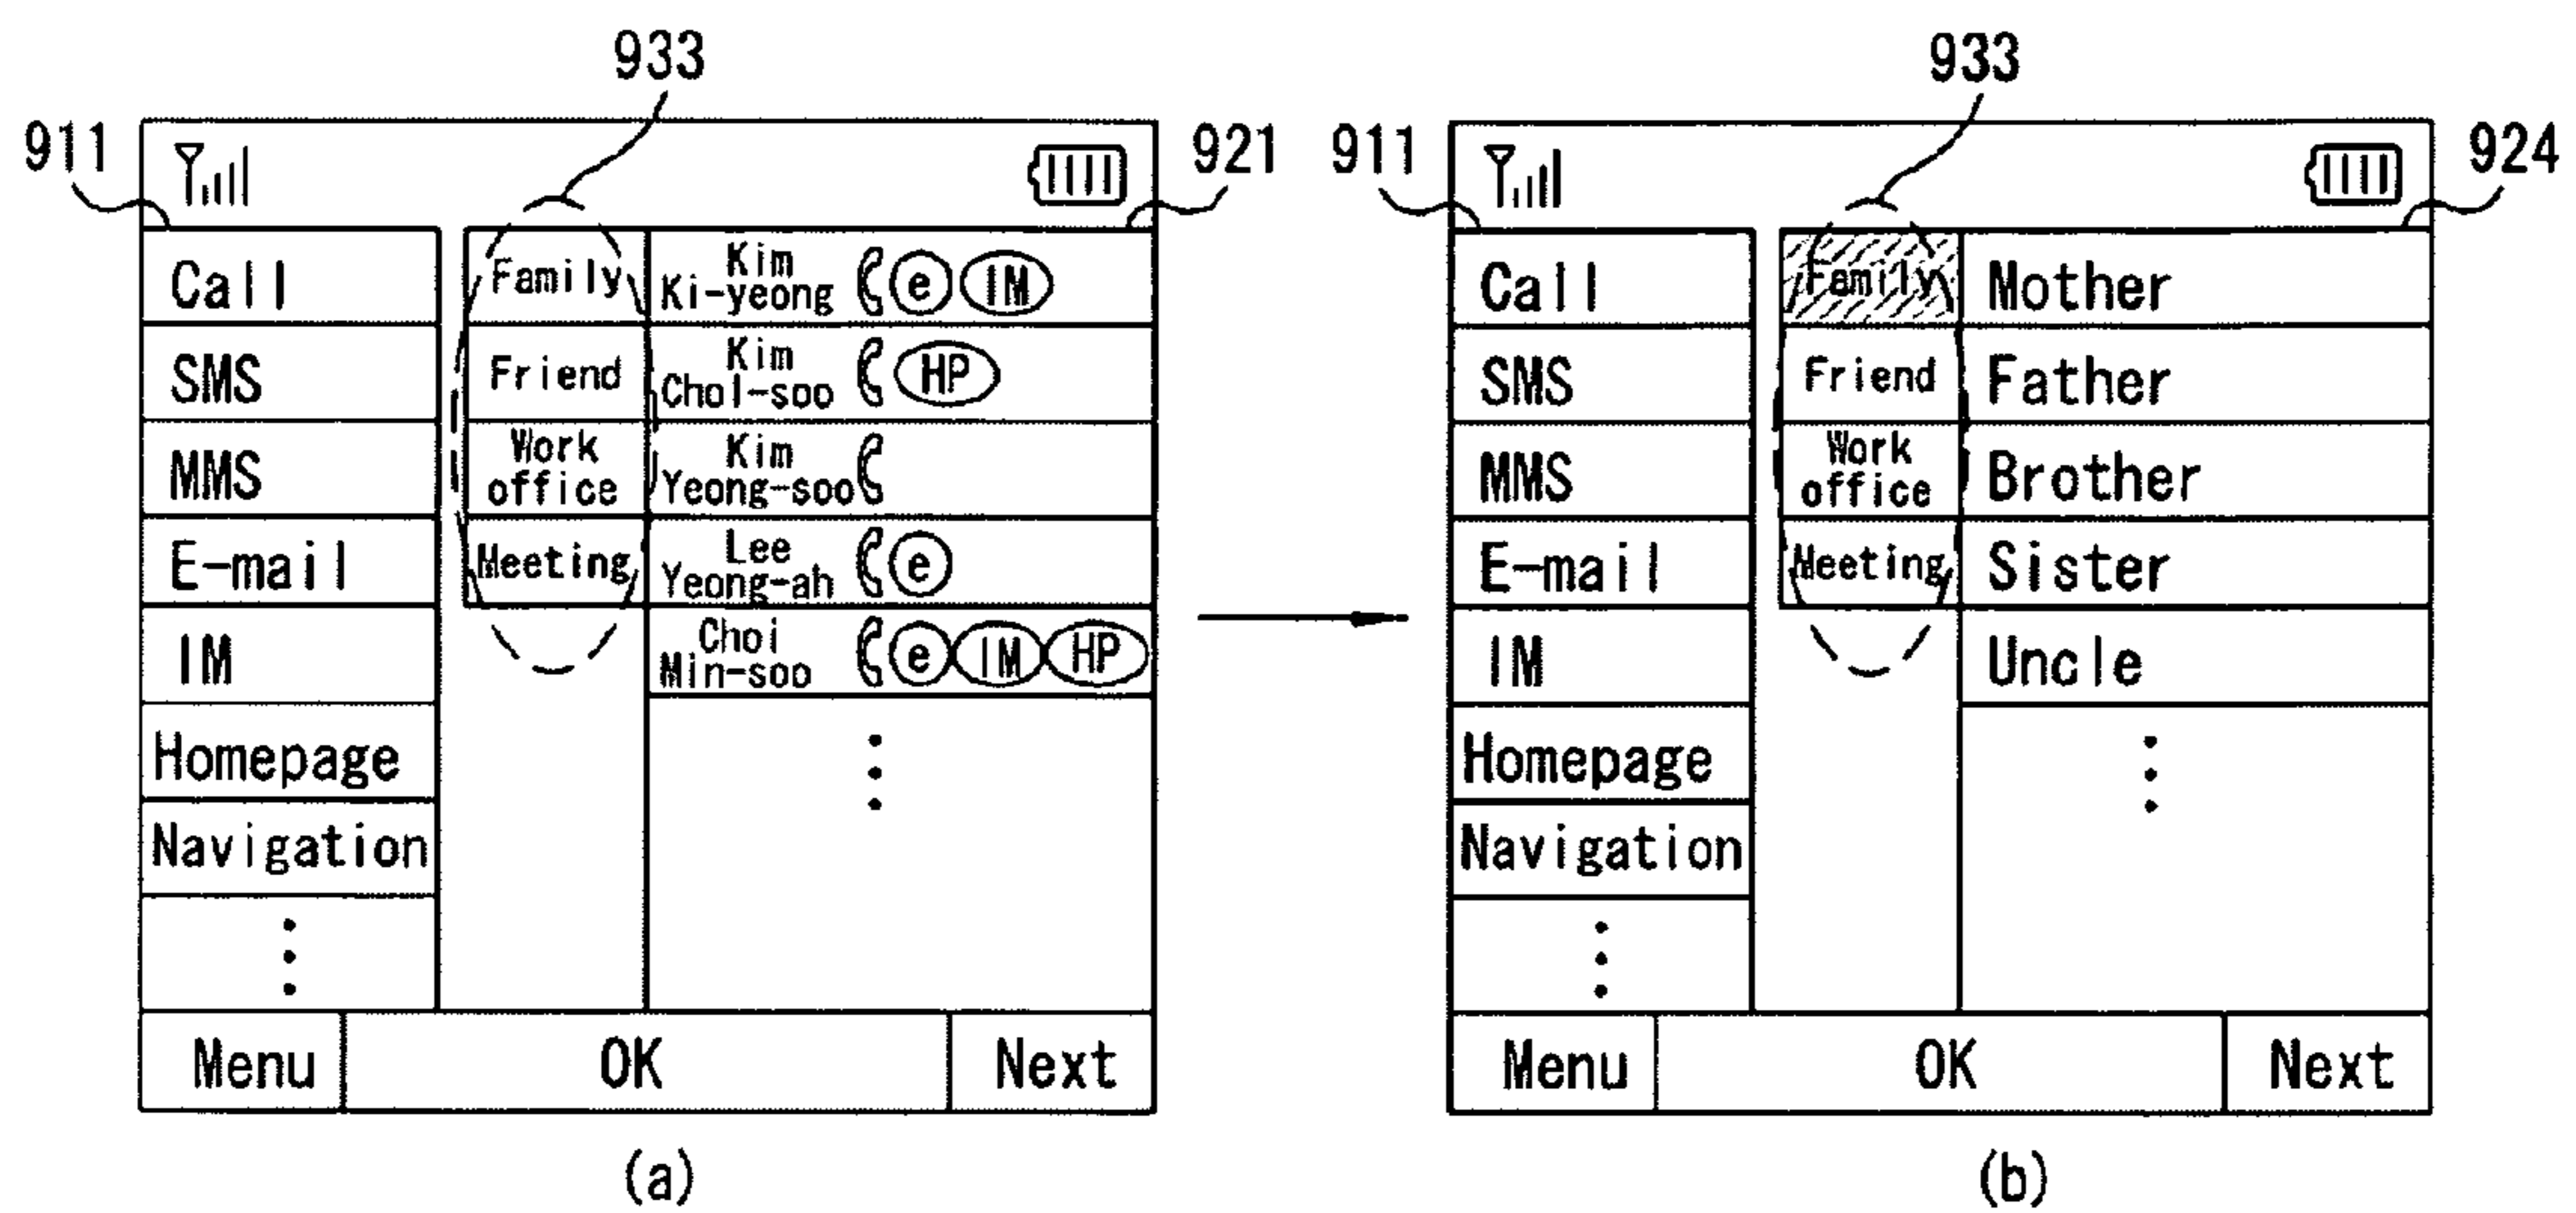 933
911
921
Call
SMS
MMS
E-mail
IM
Homepage
Navigation
Family
Friend
Work
office
Meeting
Kim
Ki-yeong e IM
Kim
Chol-soo HP
Kim
Yeong-soo
Lee
Yeong-ah e
Choi
Min-soo e IM HP
Menu OK Next
(a)
933
911
924
Call
SMS
MMS
E-mail
IM
Homepage
Navigation
Family
Friend
Work
office
Meeting
Mother
Father
Brother
Sister
Uncle
Menu OK Next
(b)